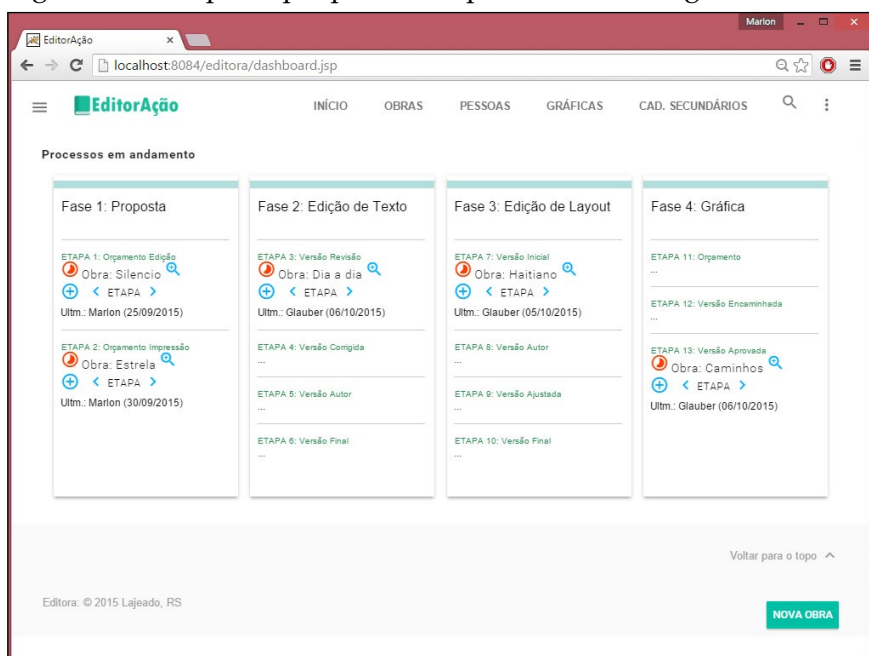 Marlon
EditorAção
localhost:8084/editora/dashboard.jsp
EditorAção
INÍCIO OBRAS PESSOAS GRÁFICAS CAD. SECUNDÁRIOS
Processos em andamento
Fase 1: Proposta
ETAPA 1: Orçamento Edição
Obra: Silencio
ETAPA
Ultm.: Marlon (25/09/2015)
ETAPA 2: Orçamento Impressão
Obra: Estrela
ETAPA
Ultm.: Marlon (30/09/2015)
Fase 2: Edição de Texto
ETAPA 3: Versão Revisão
Obra: Dia a dia
ETAPA
Ultm.: Glauber (06/10/2015)
ETAPA 4: Versão Corrigida
...
ETAPA 5: Versão Autor
...
ETAPA 6: Versão Final
...
Fase 3: Edição de Layout
ETAPA 7: Versão Inicial
Obra: Haitiano
ETAPA
Ultm.: Glauber (05/10/2015)
ETAPA 8: Versão Autor
...
ETAPA 9: Versão Ajustada
...
ETAPA 10: Versão Final
...
Fase 4: Gráfica
ETAPA 11: Orçamento
...
ETAPA 12: Versão Encaminhada
...
ETAPA 13: Versão Aprovada
Obra: Caminhos
ETAPA
Ultm.: Glauber (06/10/2015)
Voltar para o topo
Editora: © 2015 Lajeado, RS
NOVA OBRA